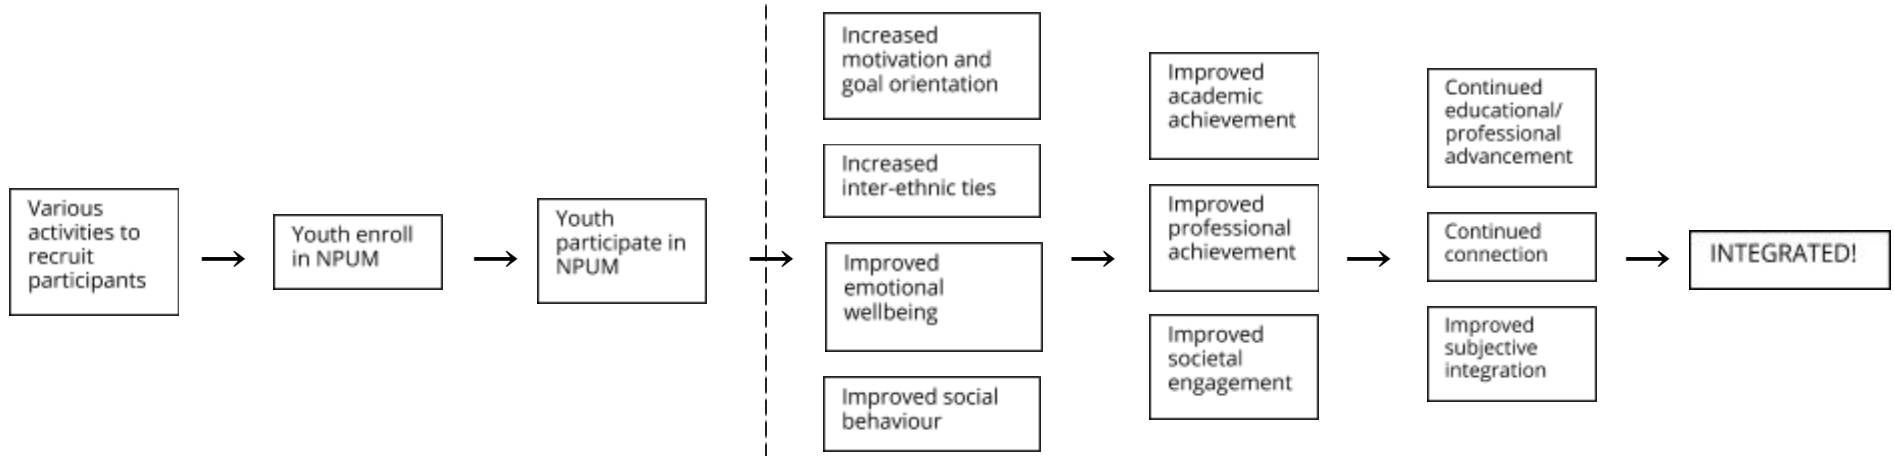 Various
activities to
recruit
participants
Youth enroll
in NPUM
Youth
participate in
NPUM
Increased
motivation and
goal orientation
Increased
inter-ethnic ties
Improved
emotional
wellbeing
Improved social
behaviour
Improved
academic
achievement
Improved
professional
achievement
Improved
societal
engagement
Continued
educational/
professional
advancement
Continued
connection
Improved
subjective
integration
INTEGRATED!